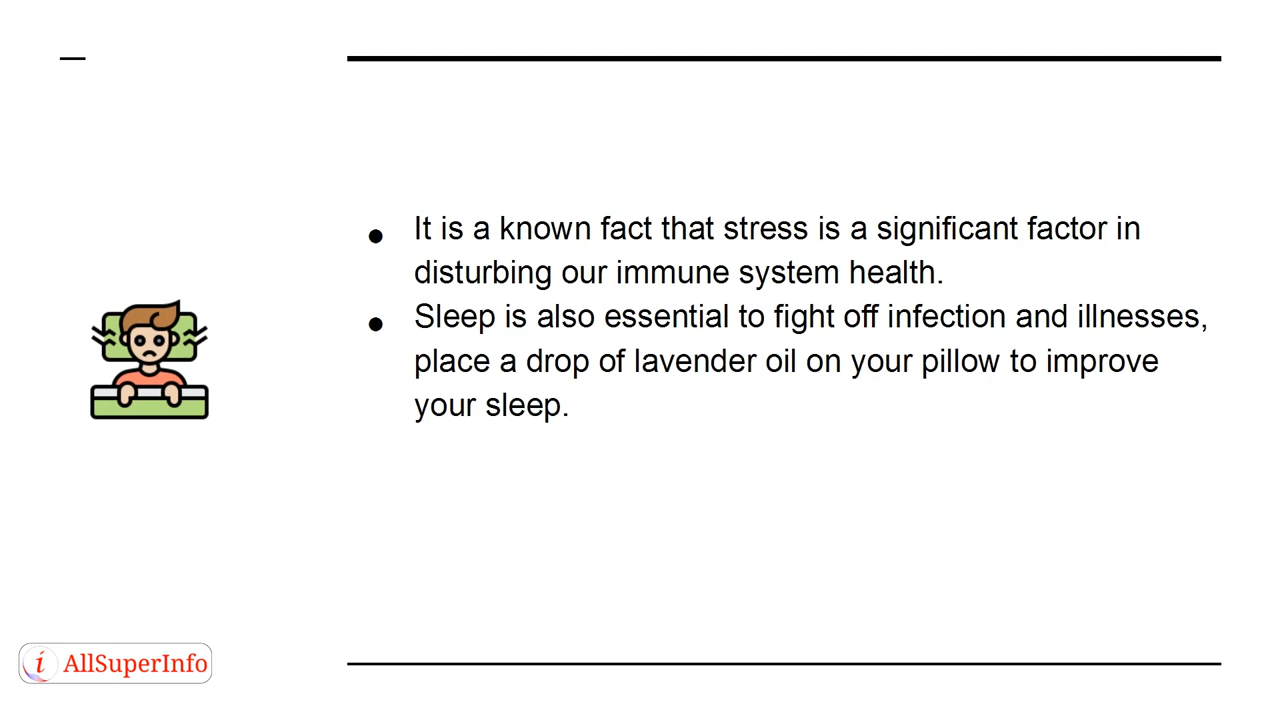 ● It is a known fact that stress is a significant factor in
disturbing our immune system health.
● Sleep is also essential to fight off infection and illnesses,
place a drop of lavender oil on your pillow to improve
your sleep.
i AllSuperInfo